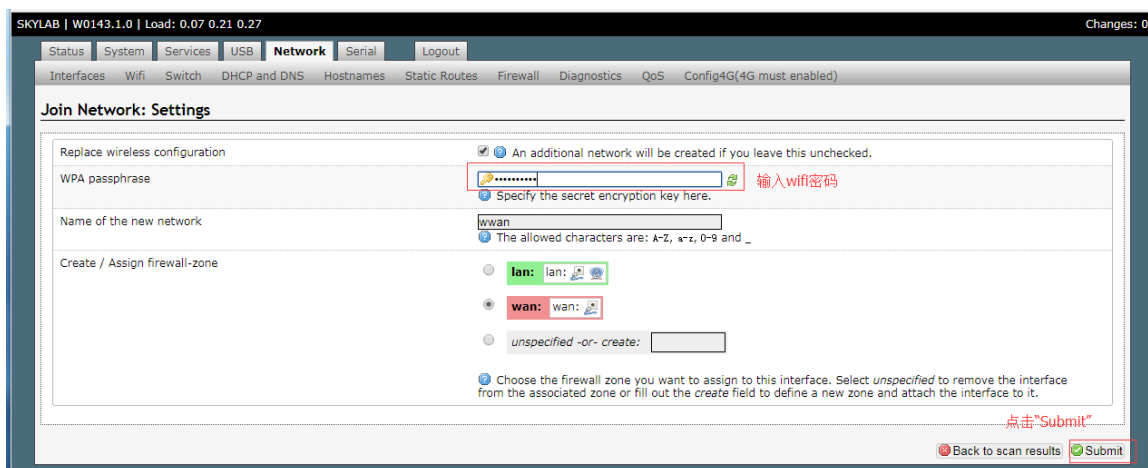 SKYLAB | W0143.1.0 | Load: 0.07 0.21 0.27 Changes: 0
Status System Services USB Network Serial Logout
Interfaces Wifi Switch DHCP and DNS Hostnames Static Routes Firewall Diagnostics QoS Config4G(4G must enabled)
Join Network: Settings
Replace wireless configuration An additional network will be created if you leave this unchecked.
WPA passphrase •••••••••• 输入wifi密码
Specify the secret encryption key here.
Name of the new network wwan
The allowed characters are: A-Z, a-z, 0-9 and _
Create / Assign firewall-zone
lan: lan:
wan: wan:
unspecified -or- create:
Choose the firewall zone you want to assign to this interface. Select unspecified to remove the interface
from the associated zone or fill out the create field to define a new zone and attach the interface to it.
点击“Submit”
Back to scan results Submit